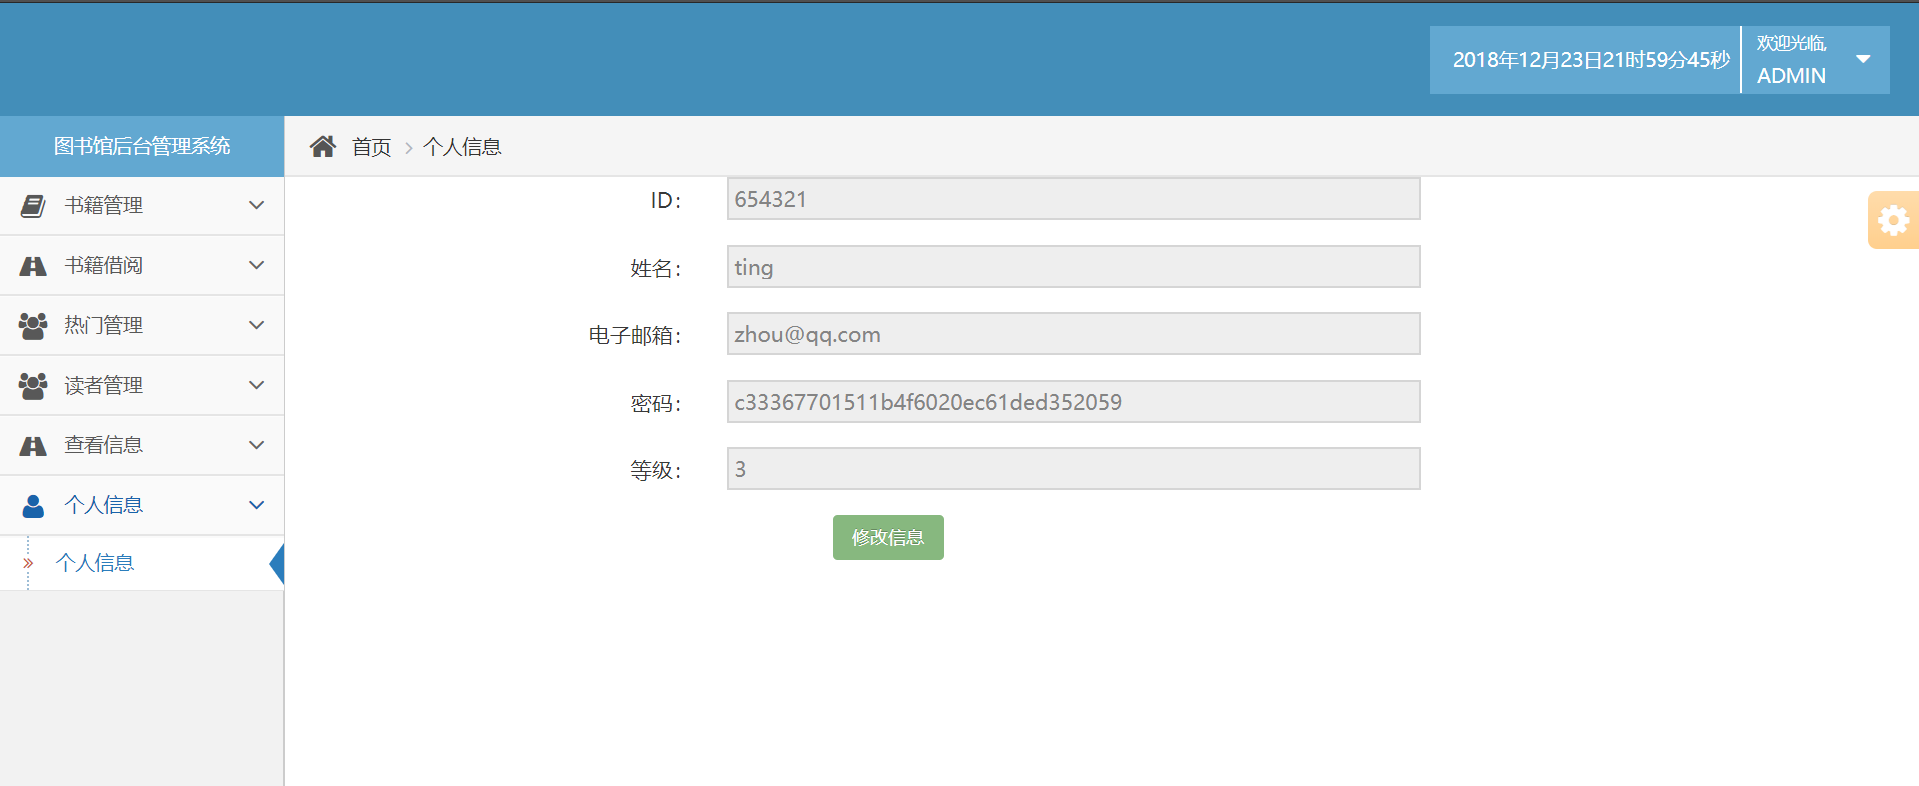 2018年12月23日21时59分45秒
欢迎光临,
ADMIN
图书馆后台管理系统
首页 > 个人信息
书籍管理
书籍借阅
热门管理
读者管理
查看信息
个人信息
» 个人信息
ID: 654321
姓名: ting
电子邮箱: zhou@qq.com
密码: c33367701511b4f6020ec61ded352059
等级: 3
修改信息